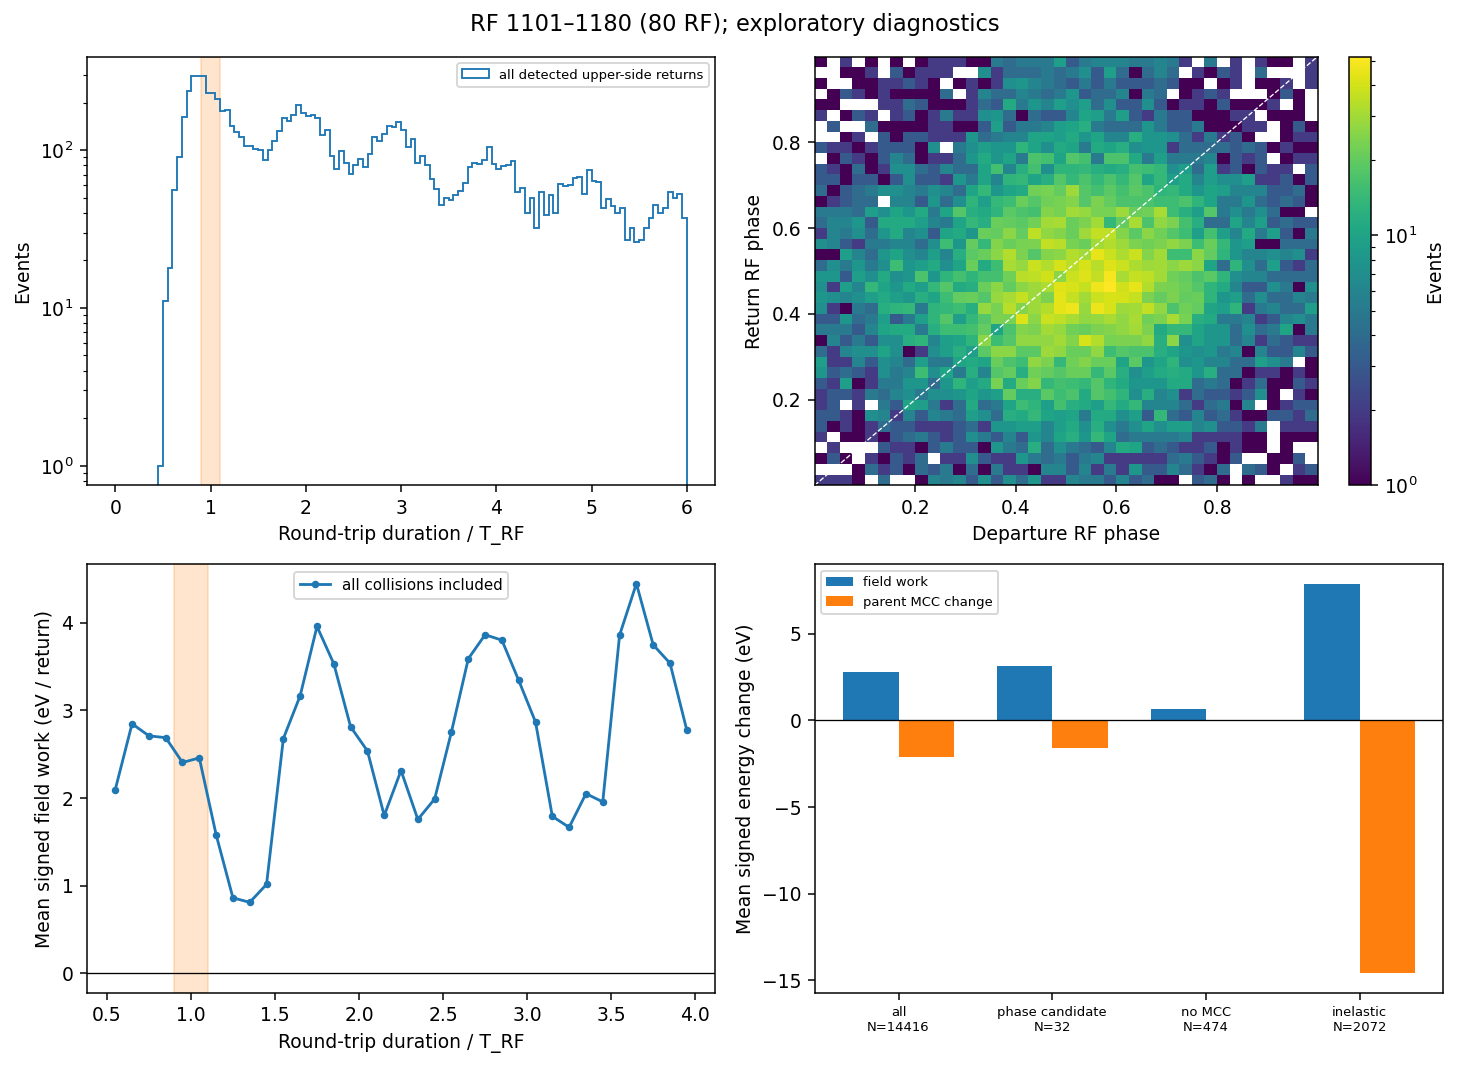 RF 1101–1180 (80 RF); exploratory diagnostics
all detected upper-side returns
Events
10²
10¹
10⁰
0 1 2 3 4 5 6
Round-trip duration / T_RF
Return RF phase
0.8
0.6
0.4
0.2
0.2 0.4 0.6 0.8
Departure RF phase
10¹
10⁰
Events
all collisions included
Mean signed field work (eV / return)
4
3
2
1
0
0.5 1.0 1.5 2.0 2.5 3.0 3.5 4.0
Round-trip duration / T_RF
field work
parent MCC change
Mean signed energy change (eV)
5
0
−5
−10
−15
all
N=14416
phase candidate
N=32
no MCC
N=474
inelastic
N=2072